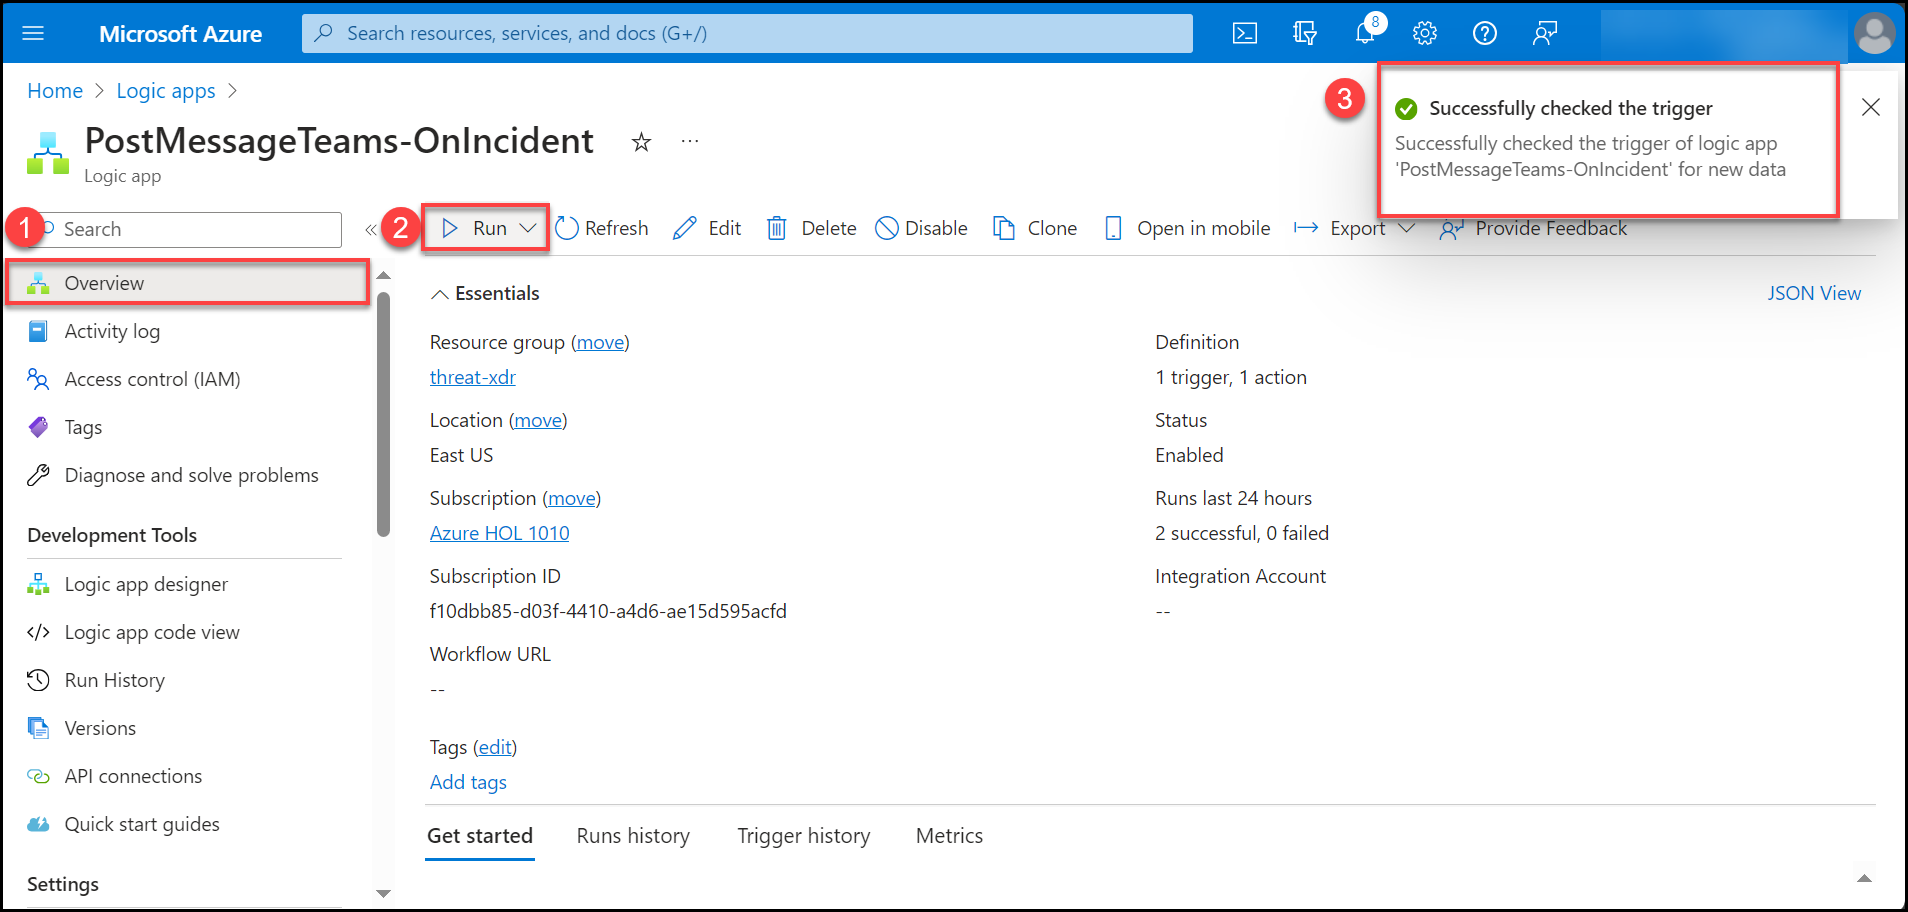 Microsoft Azure
Search resources, services, and docs (G+/)
8
Home > Logic apps >
PostMessageTeams-OnIncident
...
Logic app
3
Successfully checked the trigger
Successfully checked the trigger of logic app
'PostMessageTeams-OnIncident' for new data
1
Search
«
2
Run
Refresh
Edit
Delete
Disable
Clone
Open in mobile
Export
Provide Feedback
Overview
Activity log
Access control (IAM)
Tags
Diagnose and solve problems
Development Tools
Logic app designer
Logic app code view
Run History
Versions
API connections
Quick start guides
Settings
Essentials
JSON View
Resource group (move)
threat-xdr
Location (move)
East US
Subscription (move)
Azure HOL 1010
Subscription ID
f10dbb85-d03f-4410-a4d6-ae15d595acfd
Workflow URL
--
Definition
1 trigger, 1 action
Status
Enabled
Runs last 24 hours
2 successful, 0 failed
Integration Account
--
Tags (edit)
Add tags
Get started
Runs history
Trigger history
Metrics